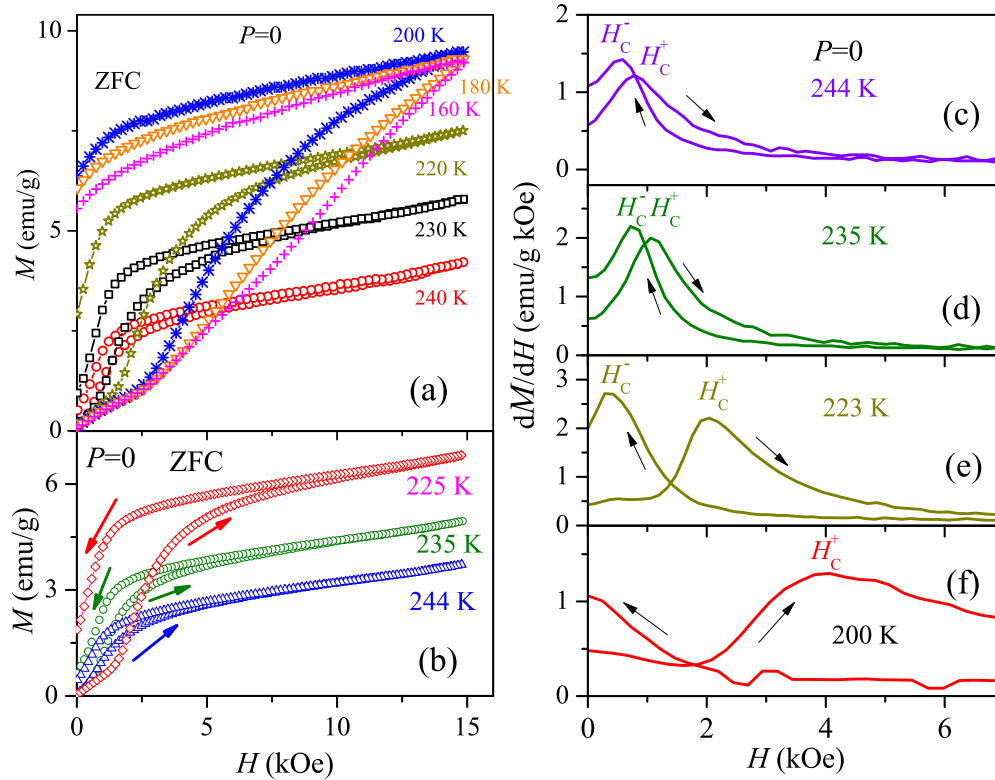 10
P=0
200 K
ZFC
180 K
160 K
220 K
230 K
240 K
M (emu/g)
5
0
(a)
P=0
ZFC
225 K
235 K
244 K
M (emu/g)
6
3
0
(b)
0 5 10 15
H (kOe)
2
H_C^- H_C^+
P=0
244 K
1
0
(c)
H_C^- H_C^+
235 K
2
1
0
(d)
dM/dH (emu/g kOe)
3
H_C^- H_C^+
223 K
2
1
0
(e)
H_C^+
(f)
1
200 K
0
0 2 4 6
H (kOe)